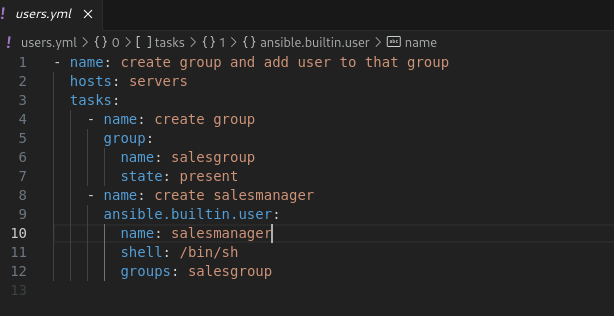 ! users.yml ×
! users.yml > {} 0 > [ ] tasks > {} 1 > {} ansible.builtin.user > abc name
1 - name: create group and add user to that group
2   hosts: servers
3   tasks:
4     - name: create group
5       group:
6         name: salesgroup
7         state: present
8     - name: create salesmanager
9       ansible.builtin.user:
10         name: salesmanager
11         shell: /bin/sh
12         groups: salesgroup
13